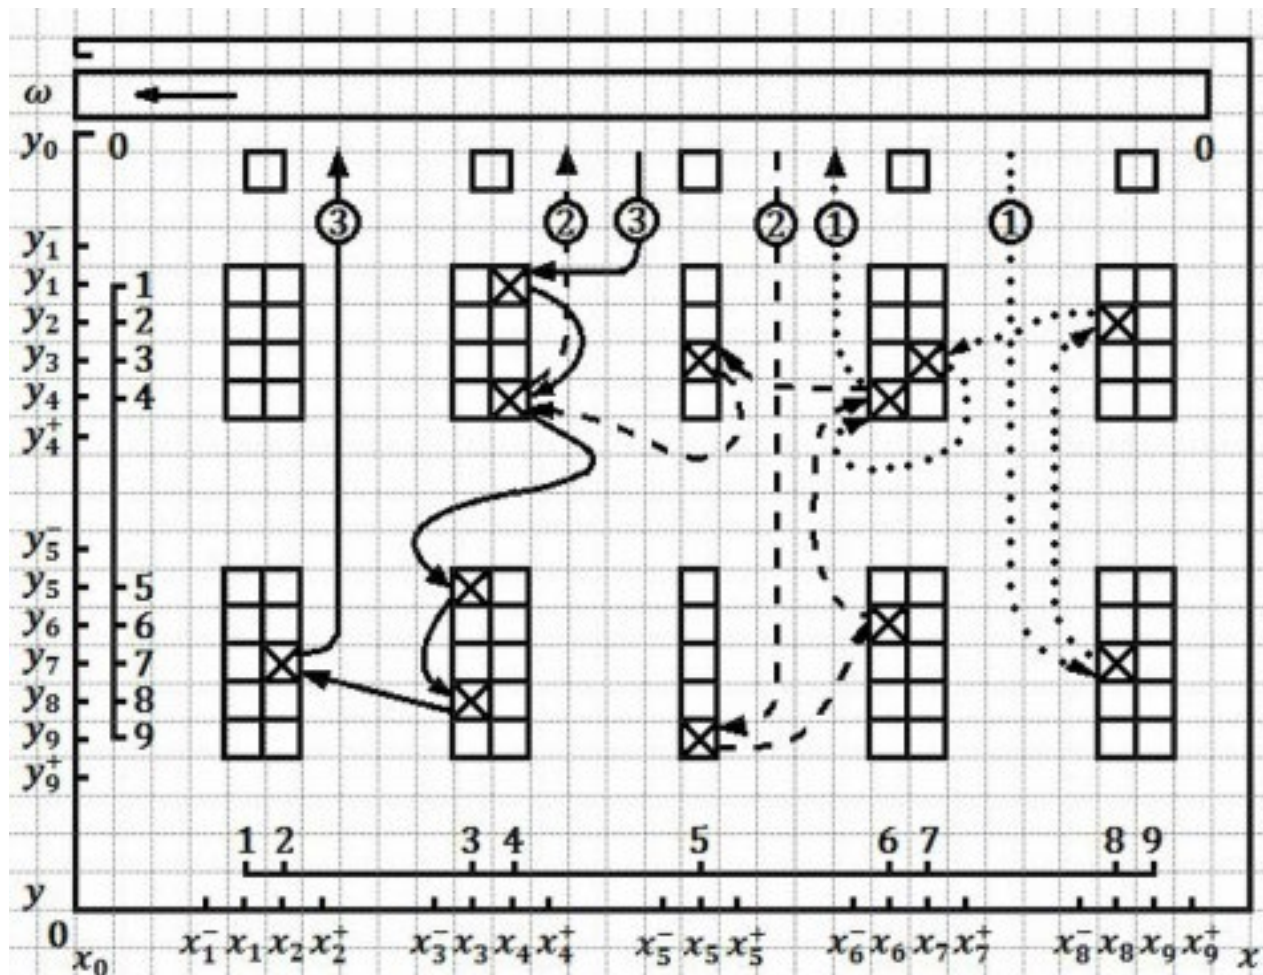 ω
y₀ 0 0
③ ② ③ ② ① ①
y₁⁻
y₁ 1
y₂ 2
y₃ 3
y₄ 4
y₄⁺
y₅⁻
y₅ 5
y₆ 6
y₇ 7
y₈ 8
y₉ 9
y₉⁺
1 2 3 4 5 6 7 8 9
y
0
x₀ x₁⁻ x₁ x₂ x₂⁺ x₃⁻ x₃ x₄ x₄⁺ x₅⁻ x₅ x₅⁺ x₆⁻ x₆ x₇ x₇⁺ x₈⁻ x₈ x₉ x₉⁺ x